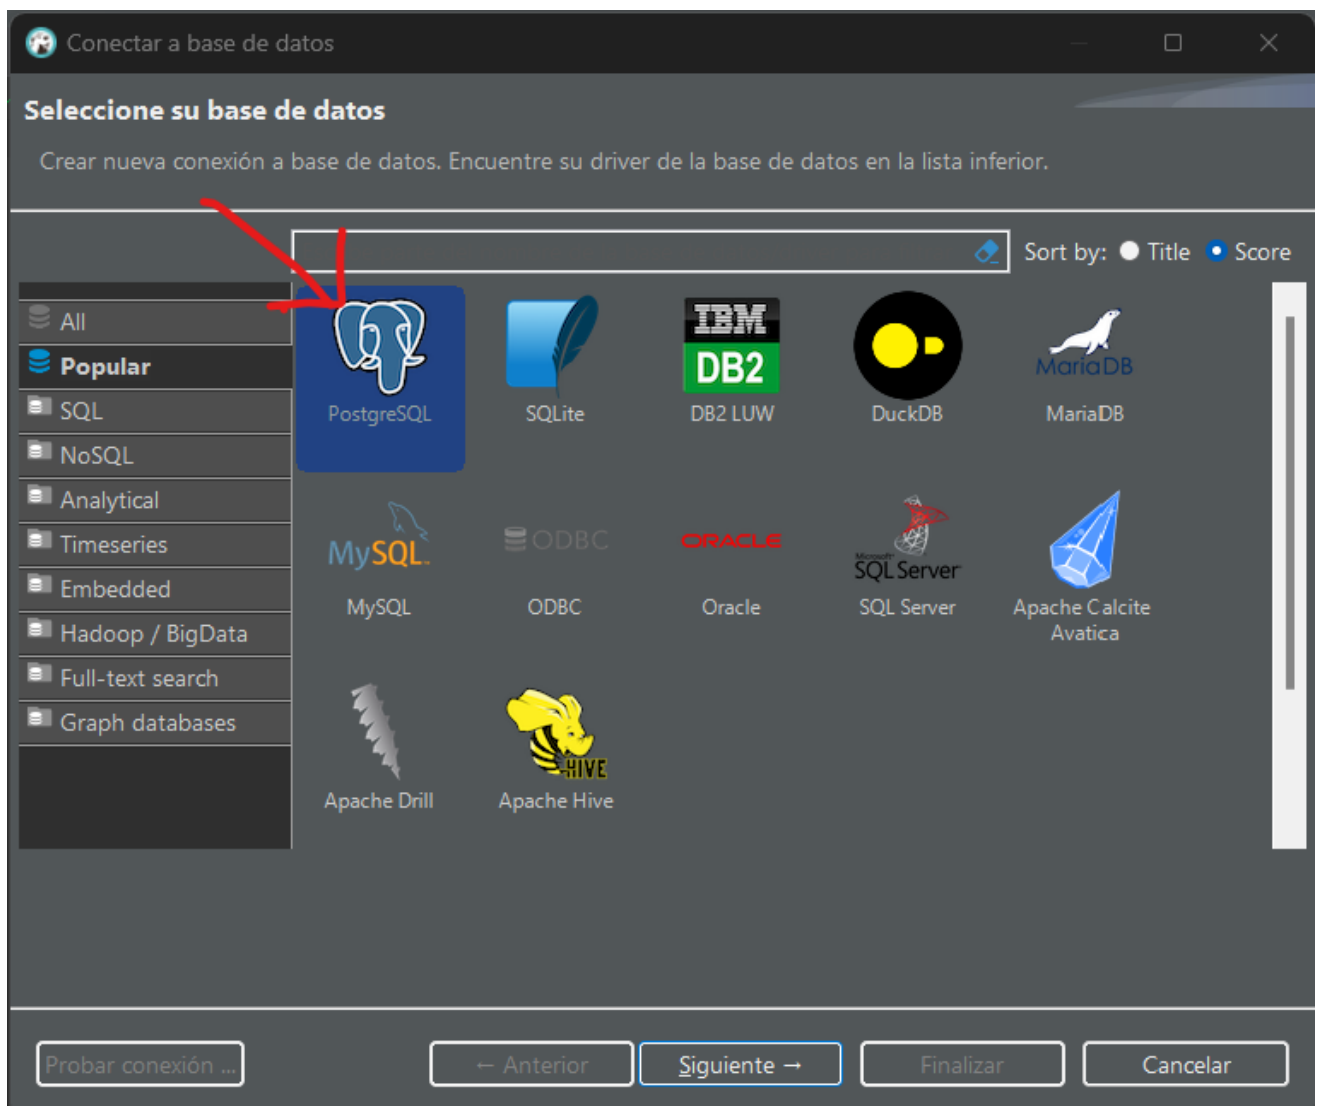 Conectar a base de datos
Seleccione su base de datos
Crear nueva conexión a base de datos. Encuentre su driver de la base de datos en la lista inferior.
Sort by: Title Score
All
Popular
SQL
NoSQL
Analytical
Timeseries
Embedded
Hadoop / BigData
Full-text search
Graph databases
IBM
DB2
MariaDB
PostgreSQL
SQLite
DB2 LUW
DuckDB
MariaDB
MySQL
ODBC
ORACLE
Microsoft
SQL Server
MySQL
ODBC
Oracle
SQL Server
Apache Calcite
Avatica
HIVE
Apache Drill
Apache Hive
Probar conexión ...
← Anterior
Siguiente →
Finalizar
Cancelar